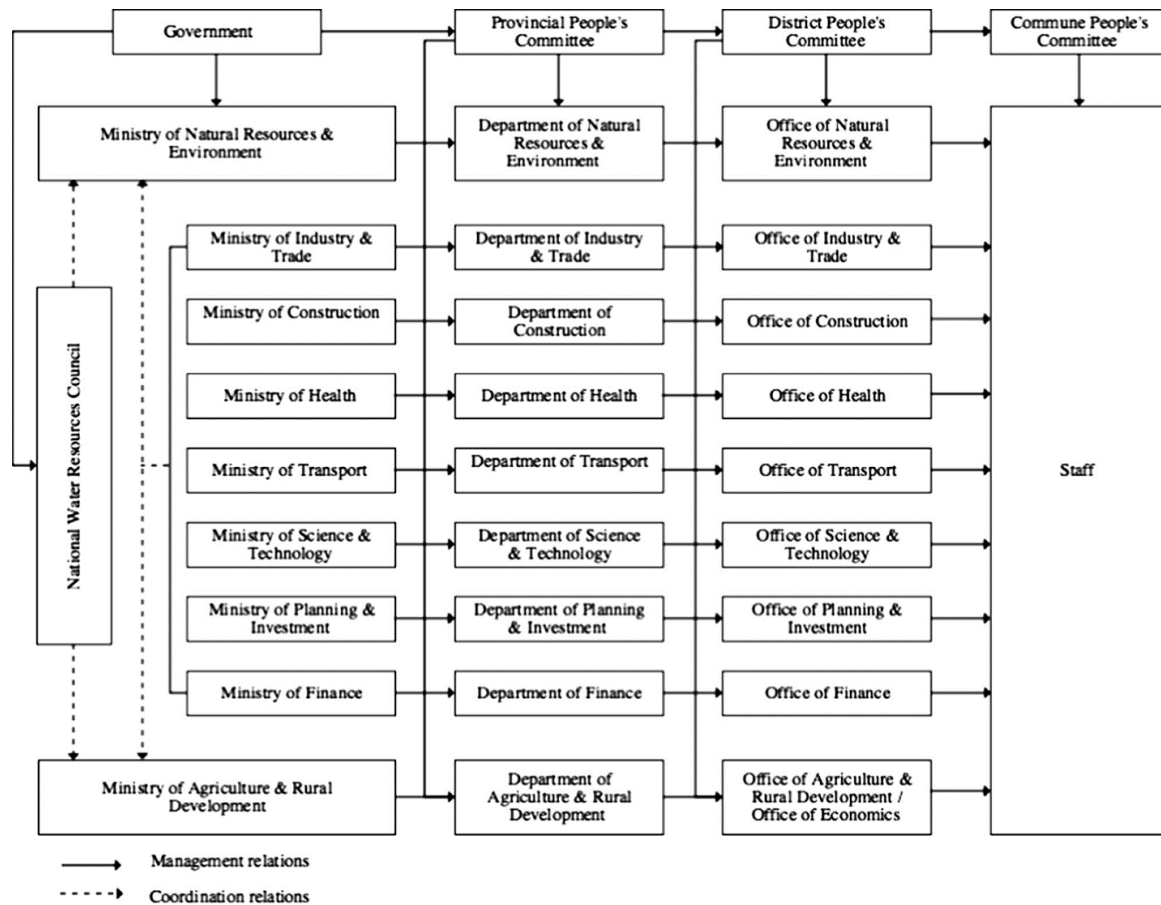 Government
Provincial People's
Committee
District People's
Committee
Commune People's
Committee
Ministry of Natural Resources &
Environment
Department of Natural
Resources &
Environment
Office of Natural
Resources &
Environment
Ministry of Industry &
Trade
Department of Industry
& Trade
Office of Industry &
Trade
Ministry of Construction
Department of
Construction
Office of Construction
National Water Resources Council
Ministry of Health
Department of Health
Office of Health
Ministry of Transport
Department of Transport
Office of Transport
Staff
Ministry of Science &
Technology
Department of Science
& Technology
Office of Science &
Technology
Ministry of Planning &
Investment
Department of Planning
& Investment
Office of Planning &
Investment
Ministry of Finance
Department of Finance
Office of Finance
Ministry of Agriculture & Rural
Development
Department of
Agriculture & Rural
Development
Office of Agriculture &
Rural Development /
Office of Economics
Management relations
Coordination relations